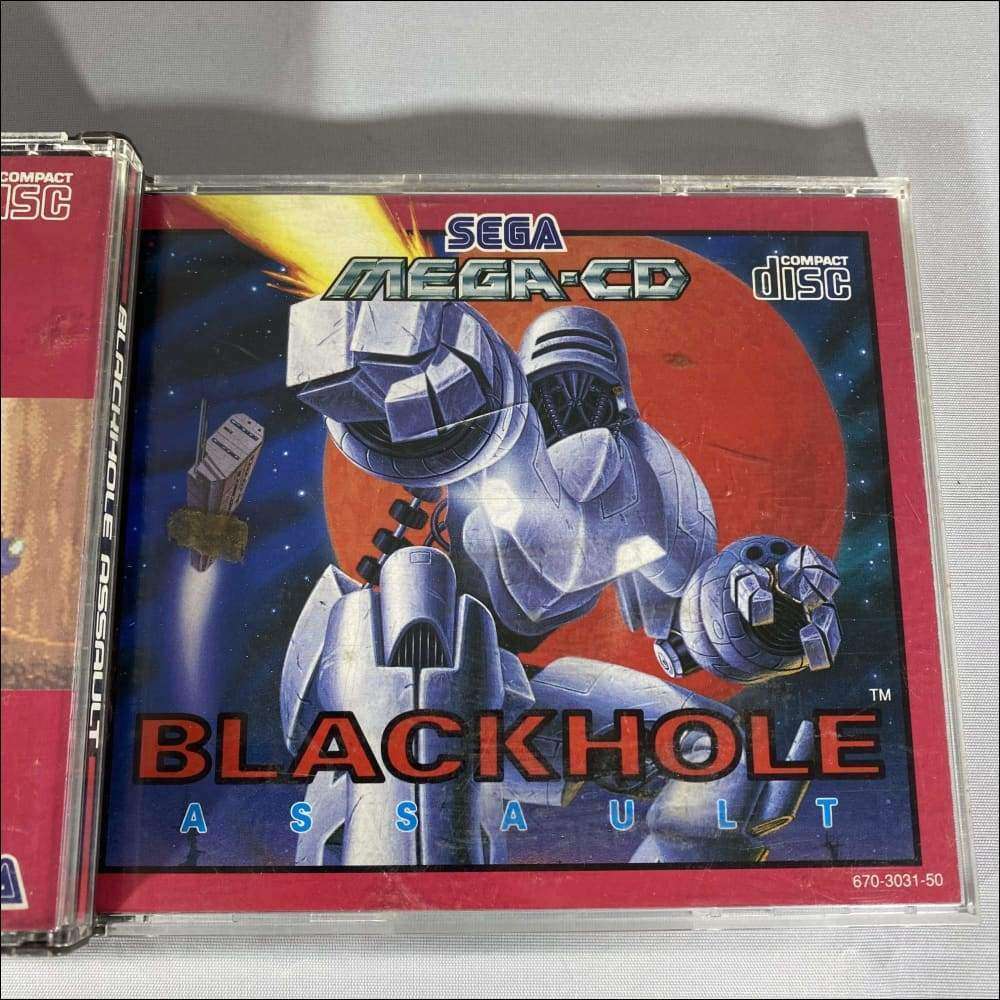 COMPACT
disc
BLACKHOLE ASSAULT
SEGA
MEGA-CD
COMPACT
disc
BLACKHOLE
TM
ASSAULT
670-3031-50